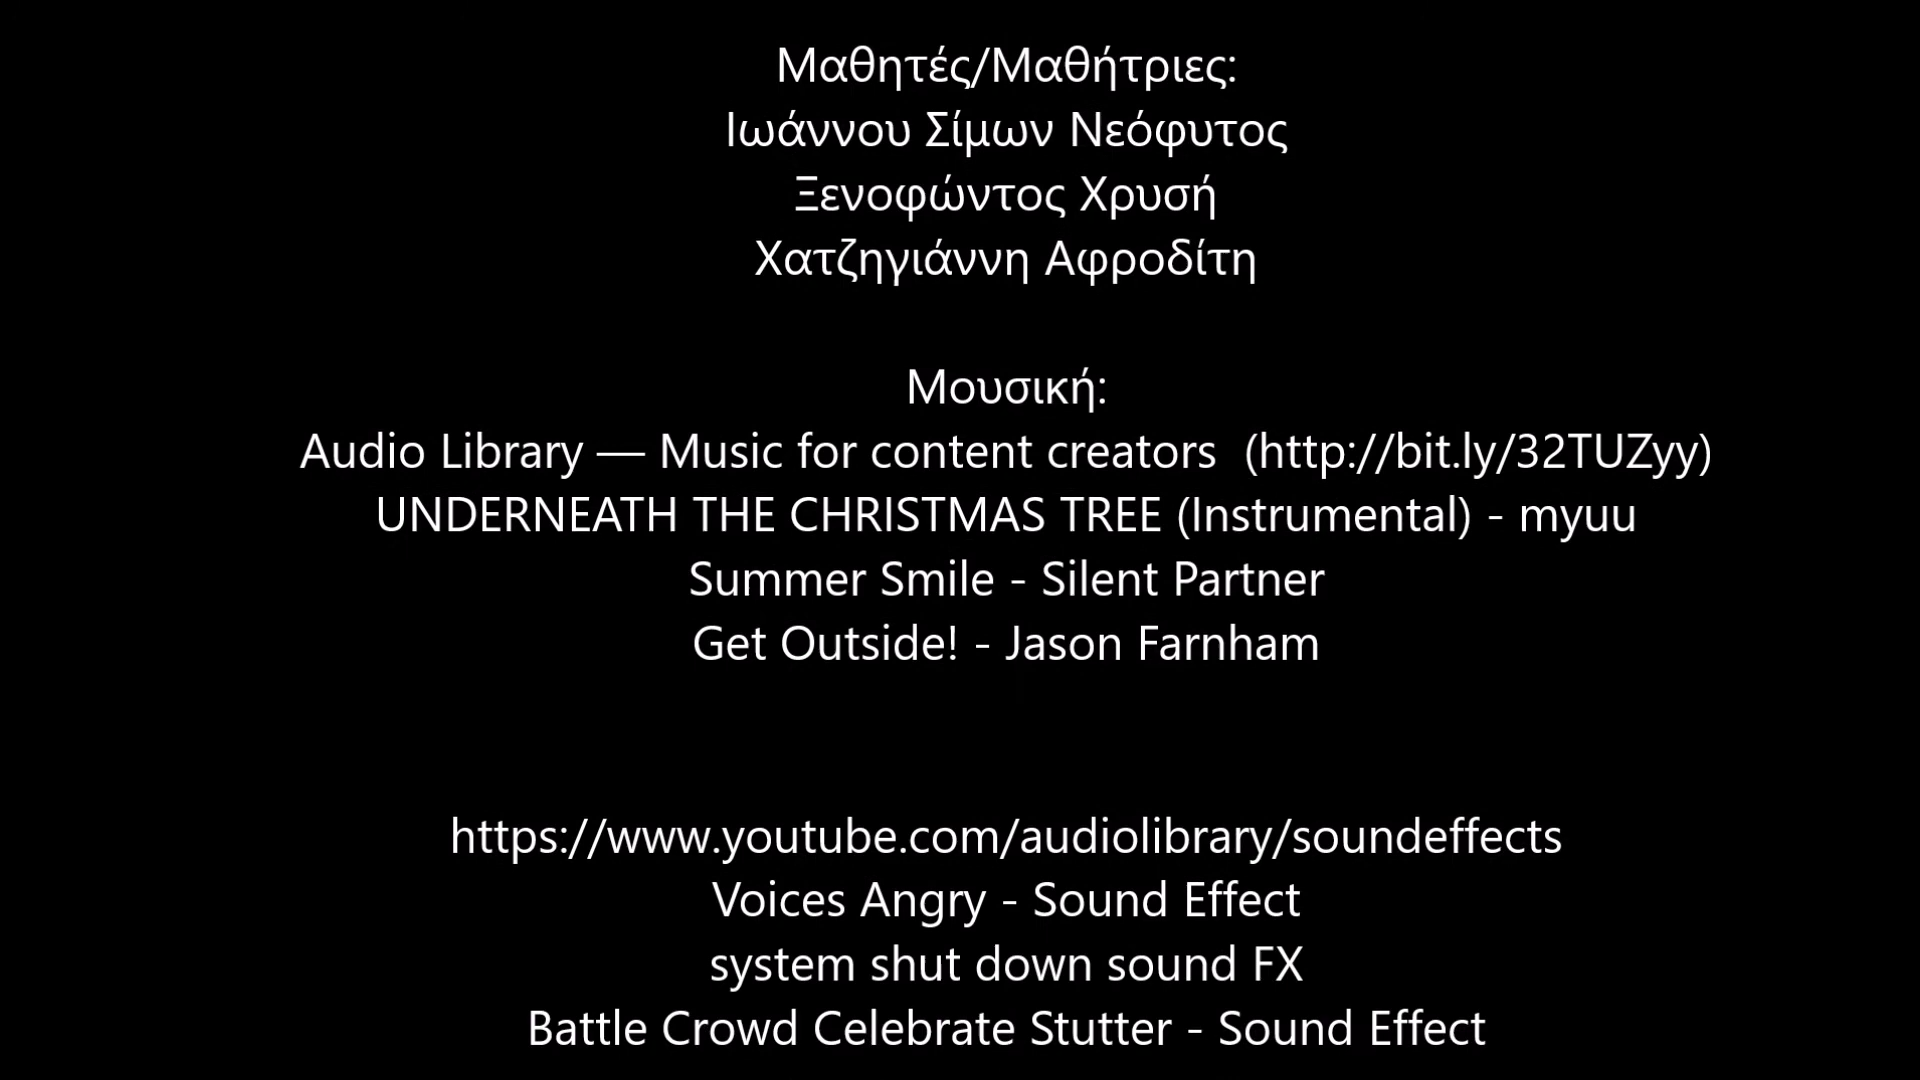 Μαθητές/Μαθήτριες:
Ιωάννου Σίμων Νεόφυτος
Ξενοφώντος Χρυσή
Χατζηγιάννη Αφροδίτη
Μουσική:
Audio Library — Music for content creators  (http://bit.ly/32TUZyy)
UNDERNEATH THE CHRISTMAS TREE (Instrumental) - myuu
Summer Smile - Silent Partner
Get Outside! - Jason Farnham
https://www.youtube.com/audiolibrary/soundeffects
Voices Angry - Sound Effect
system shut down sound FX
Battle Crowd Celebrate Stutter - Sound Effect